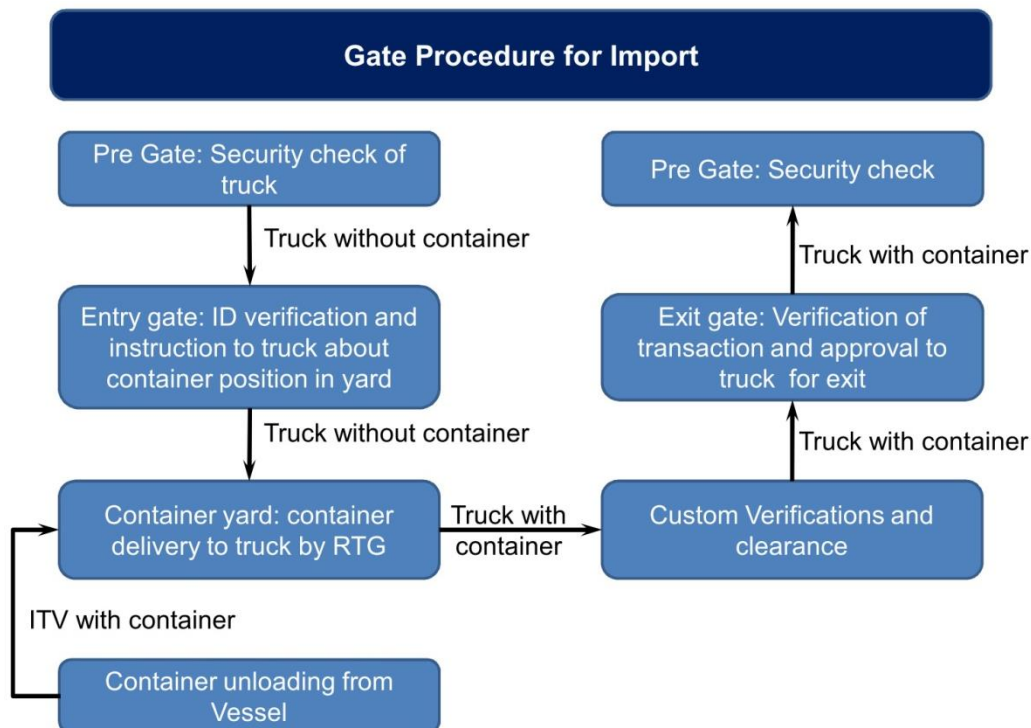 Gate Procedure for Import
Pre Gate: Security check of
truck
Truck without container
Entry gate: ID verification and
instruction to truck about
container position in yard
Truck without container
Container yard: container
delivery to truck by RTG
ITV with container
Container unloading from
Vessel
Truck with
container
Custom Verifications and
clearance
Truck with container
Exit gate: Verification of
transaction and approval to
truck for exit
Truck with container
Pre Gate: Security check